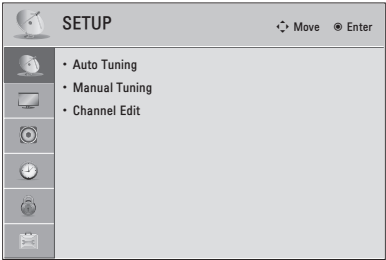 SETUP
Move Enter
• Auto Tuning
• Manual Tuning
• Channel Edit